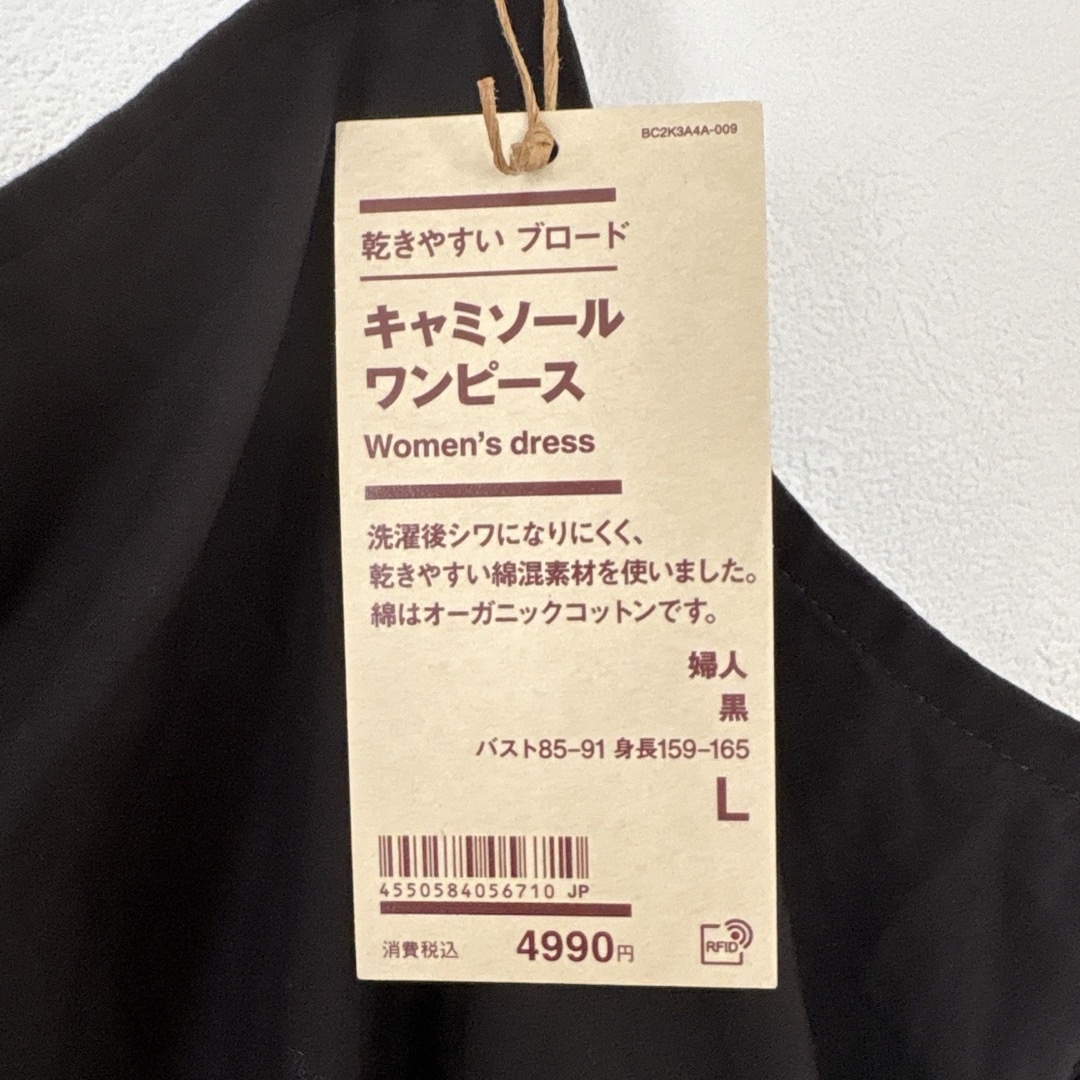 BC2K3A4A-009
乾きやすい ブロード
キャミソール
ワンピース
Women's dress
洗濯後シワになりにくく、
乾きやすい綿混素材を使いました。
綿はオーガニックコットンです。
婦人
黒
バスト85–91 身長159–165
L
4550584056710 JP
消費税込 4990円
RFID